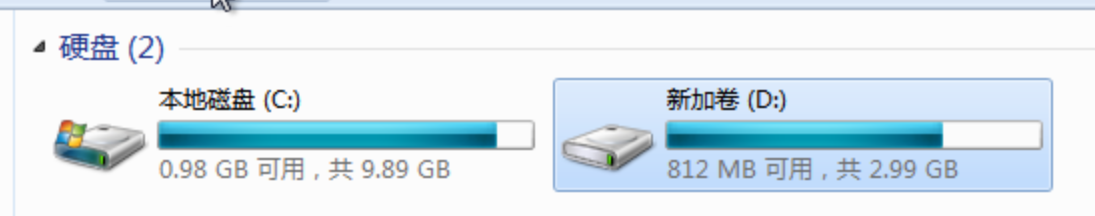 硬盘 (2)
本地磁盘 (C:)
0.98 GB 可用，共 9.89 GB
新加卷 (D:)
812 MB 可用，共 2.99 GB